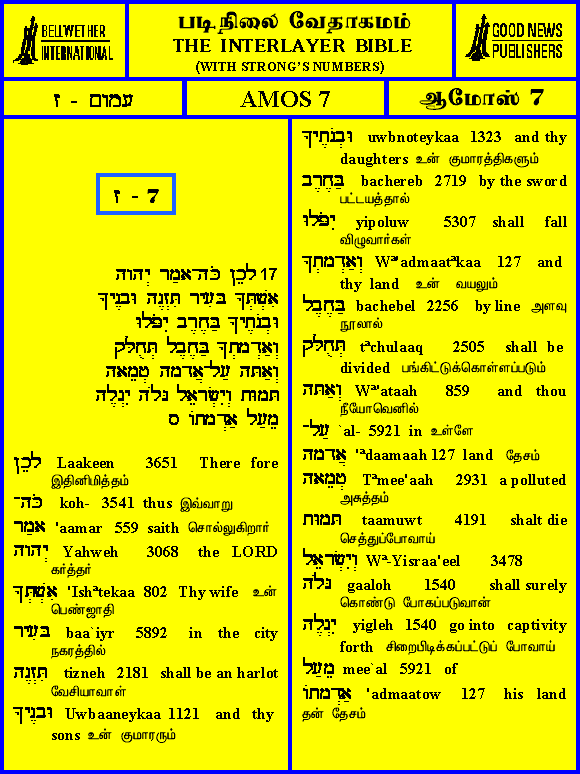 BELLWETHER
INTERNATIONAL
படிநிலை வேதாகமம்
THE INTERLAYER BIBLE
(WITH STRONG'S NUMBERS)
GOOD NEWS
PUBLISHERS
עמוס - ז
AMOS 7
ஆமோஸ் 7
7 - ז
17 לָכֵן כֹּה־אָמַר יְהוָה
אִשְׁתְּךָ בָּעִיר תִּזְנֶה וּבָנֶיךָ
וּבְנֹתֶיךָ בַּחֶרֶב יִפֹּלוּ
וְאַדְמָתְךָ בַּחֶבֶל תְּחֻלָּק
וְאַתָּה עַל־אֲדָמָה טְמֵאָה
תָּמוּת וְיִשְׂרָאֵל גָּלֹה יִגְלֶה
מֵעַל אַדְמָתוֹ ס
לָכֵן Laakeen 3651 There fore
இதினிமித்தம்
כֹּה־ koh- 3541 thus இவ்வாறு
אָמַר 'aamar 559 saith சொல்லுகிறார்
יְהוָה Yahweh 3068 the LORD
கர்த்தர்
אִשְׁתְּךָ 'Ishᵃtekaa 802 Thy wife உன்
பெண்ஜாதி
בָּעִיר baa`iyr 5892 in the city
நகரத்தில்
תִּזְנֶה tizneh 2181 shall be an harlot
வேசியாவாள்
וּבָנֶיךָ Uwbaaneykaa 1121 and thy
sons உன் குமாரரும்
וּבְנֹתֶיךָ uwbnoteykaa 1323 and thy
daughters உன் குமாரத்திகளும்
בַּחֶרֶב bachereb 2719 by the sword
பட்டயத்தால்
יִפֹּלוּ yipoluw 5307 shall fall
விழுவார்கள்
וְאַדְמָתְךָ Wᵃ'admaatᵃkaa 127 and
thy land உன் வயலும்
בַּחֶבֶל bachebel 2256 by line அளவு
நூலால்
תְּחֻלָּק tᵃchulaaq 2505 shall be
divided பங்கிட்டுக்கொள்ளப்படும்
וְאַתָּה Wᵃ'ataah 859 and thou
நீயோவெனில்
עַל־ `al- 5921 in உள்ளே
אֲדָמָה 'ᵃdaamaah 127 land தேசம்
טְמֵאָה Tᵃmee'aah 2931 a polluted
அசுத்தம்
תָּמוּת taamuwt 4191 shalt die
செத்துப்போவாய்
וְיִשְׂרָאֵל Wᵃ-Yisraa'eel 3478
גָּלֹה gaaloh 1540 shall surely
கொண்டு போகப்படுவான்
יִגְלֶה yigleh 1540 go into captivity
forth சிறைபிடிக்கப்பட்டுப் போவாய்
מֵעַל mee`al 5921 of
אַדְמָתוֹ 'admaatow 127 his land
தன் தேசம்